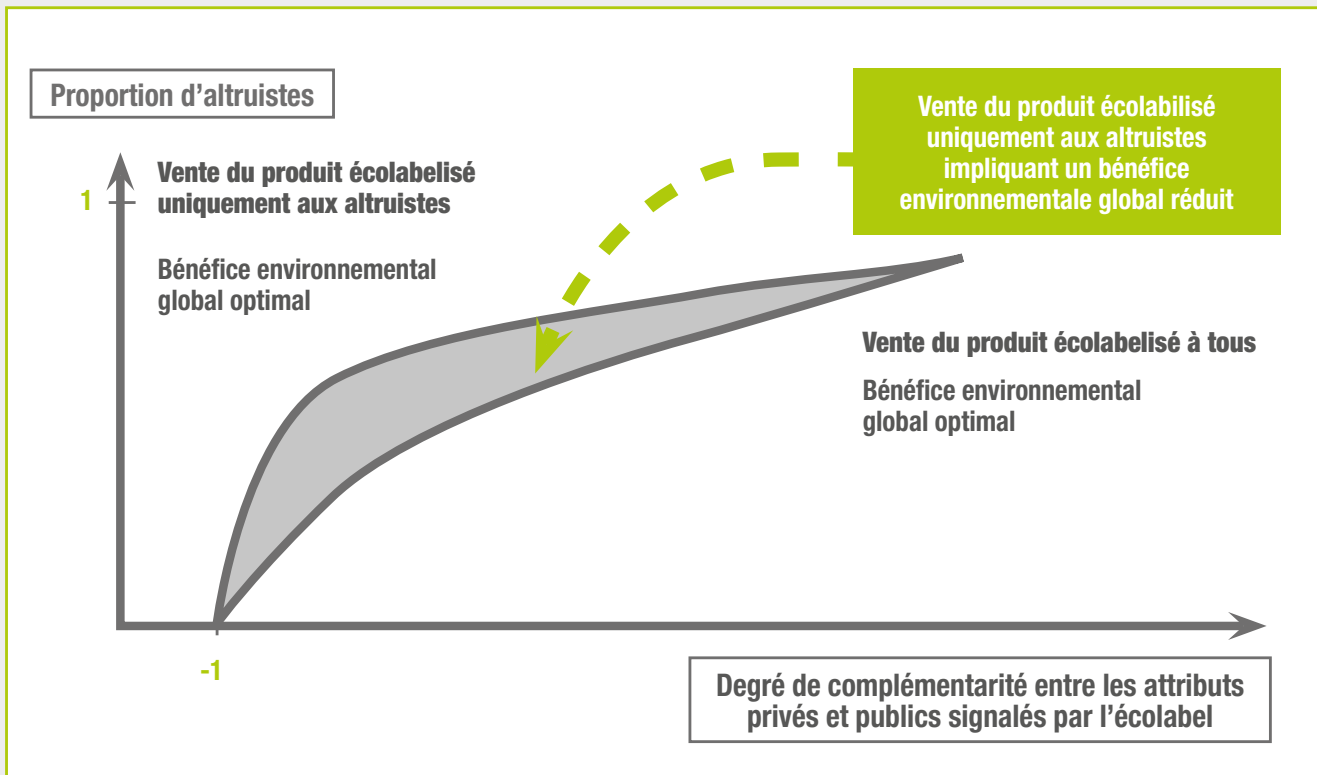 Proportion d'altruistes
Vente du produit écolabilisé
uniquement aux altruistes
impliquant un bénéfice
environnementale global réduit
1
Vente du produit écolabelisé
uniquement aux altruistes
Bénéfice environnemental
global optimal
Vente du produit écolabelisé à tous
Bénéfice environnemental
global optimal
-1
Degré de complémentarité entre les attributs
privés et publics signalés par l'écolabel